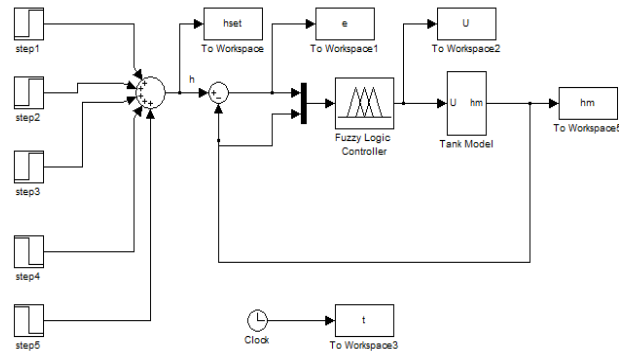 step1
step2
step3
step4
step5
+
+
+
+
+
h
hset
To Workspace
−
e
To Workspace1
Fuzzy Logic
Controller
U
To Workspace2
U hm
Tank Model
hm
To Workspace5
Clock
t
To Workspace3